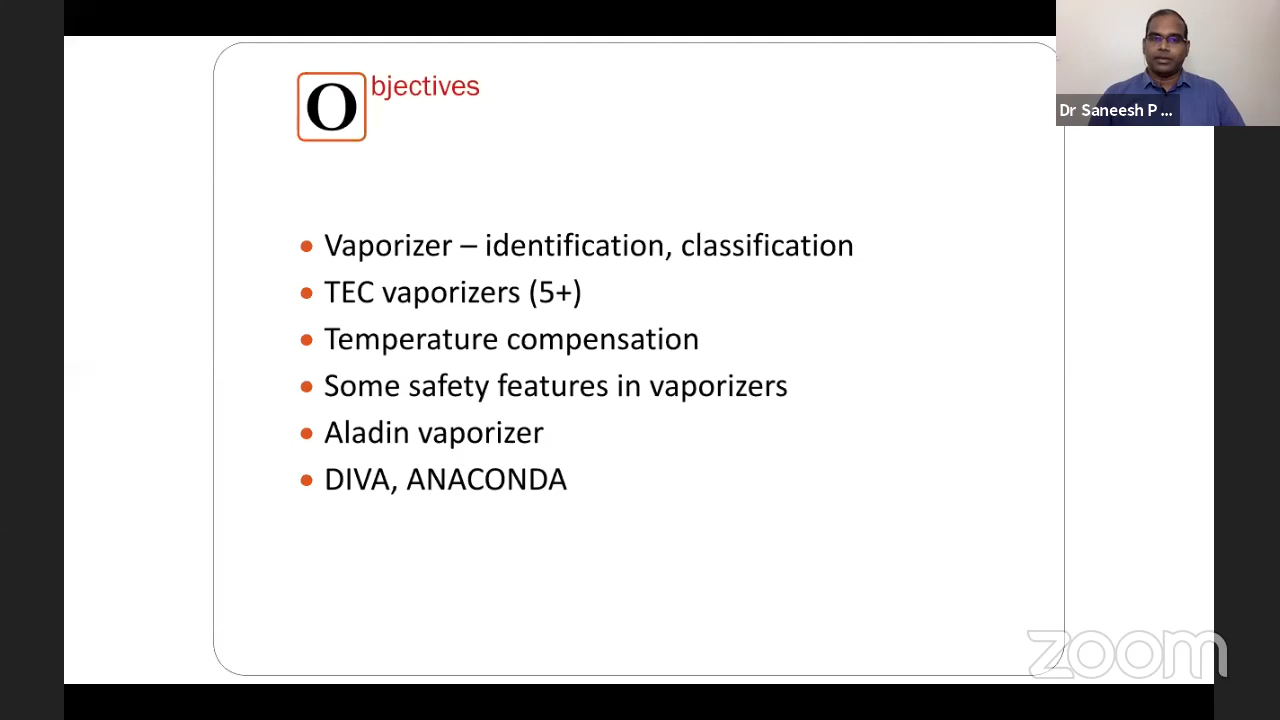 Objectives
Dr Saneesh P ...
Vaporizer – identification, classification
TEC vaporizers (5+)
Temperature compensation
Some safety features in vaporizers
Aladin vaporizer
DIVA, ANACONDA
zoom